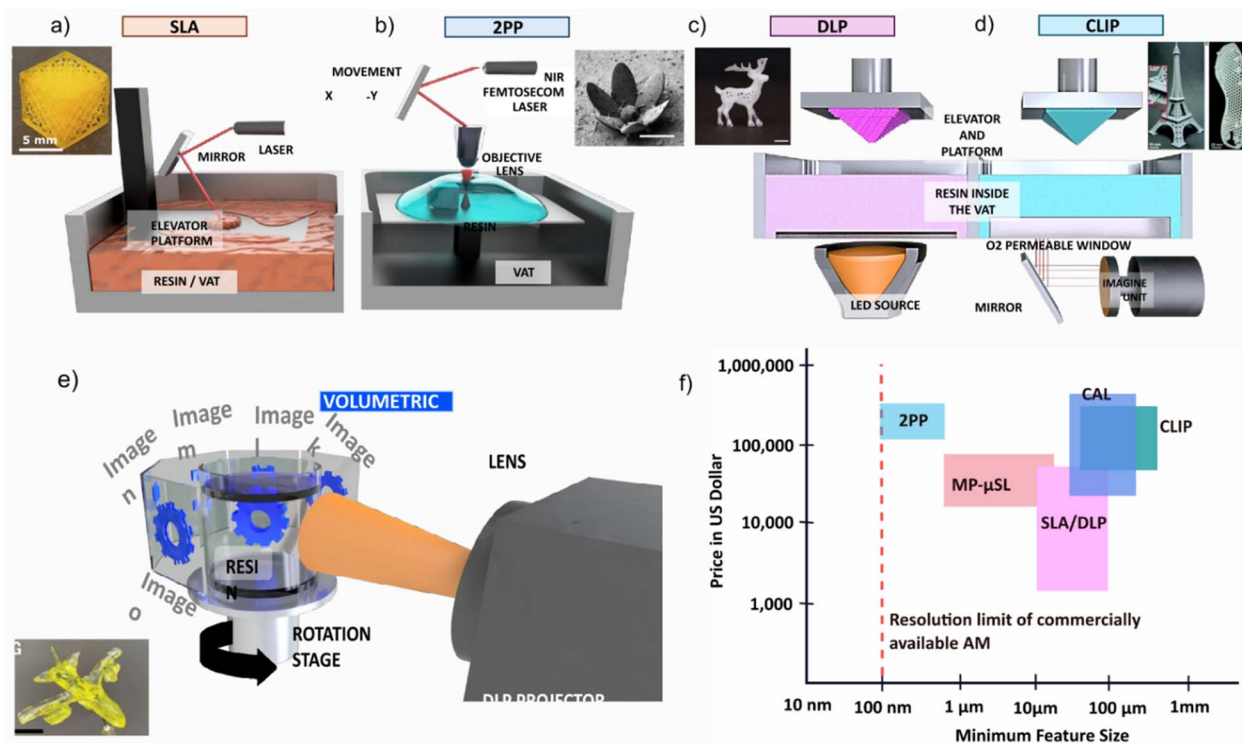 a)
SLA
5 mm
MIRROR
LASER
ELEVATOR
PLATFORM
RESIN / VAT
b)
2PP
MOVEMENT
X -Y
NIR
FEMTOSECOM
LASER
OBJECTIVE
LENS
RESIN
VAT
c)
DLP
d)
CLIP
ELEVATOR
AND
PLATFORM
RESIN INSIDE
THE VAT
O2 PERMEABLE WINDOW
LED SOURCE
MIRROR
IMAGINE
UNIT
e)
VOLUMETRIC
Image
n
Image
m
Image
l
Image
k
Image
o
LENS
RESI
N
ROTATION
STAGE
DLP PROJECTOR
G
f)
Price in US Dollar
1,000,000
100,000
10,000
1,000
2PP
MP-μSL
SLA/DLP
CAL
CLIP
Resolution limit of commercially
available AM
10 nm
100 nm
1 μm
10μm
100 μm
1mm
Minimum Feature Size